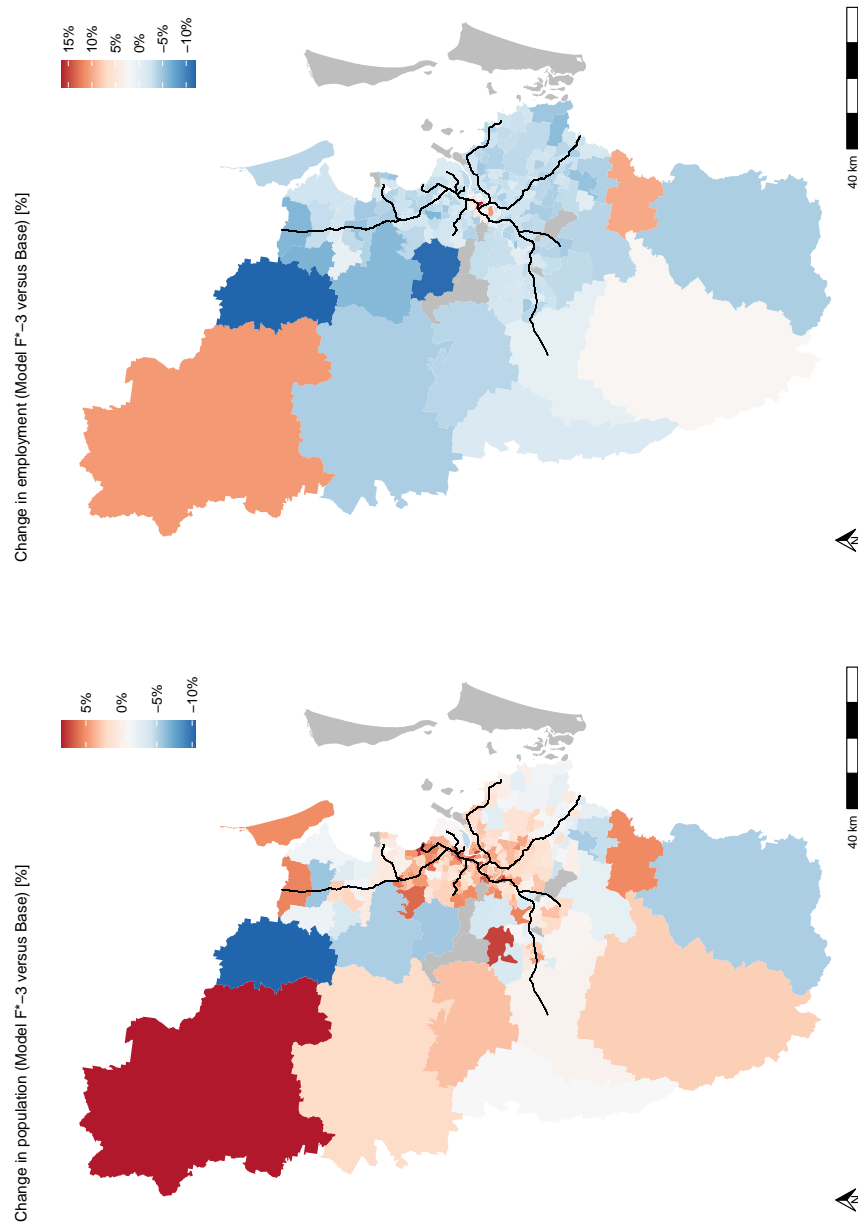 Change in population (Model F*−3 versus Base) [%]
5%
0%
−5%
−10%
40 km
N
Change in employment (Model F*−3 versus Base) [%]
15%
10%
5%
0%
−5%
−10%
40 km
N